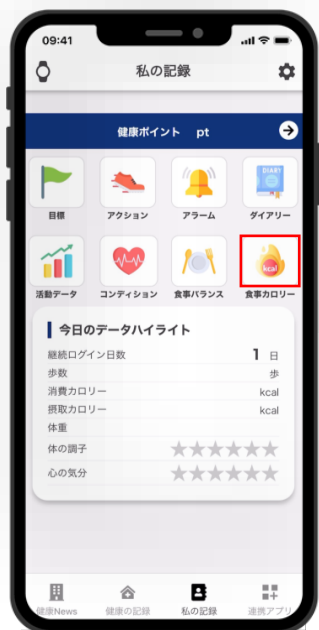 09:41
私の記録
健康ポイント pt
目標 アクション アラーム ダイアリー
DIARY
kcal
活動データ コンディション 食事バランス 食事カロリー
今日のデータハイライト
継続ログイン日数 1 日
歩数 歩
消費カロリー kcal
摂取カロリー kcal
体重
体の調子
心の気分
健康News 健康の記録 私の記録 連携アプリ